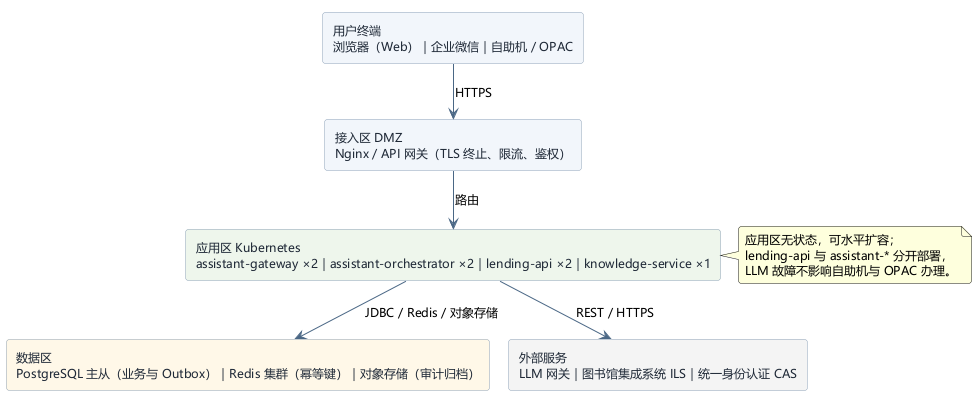 用户终端
浏览器（Web）｜企业微信｜自助机 / OPAC
HTTPS
接入区 DMZ
Nginx / API 网关（TLS 终止、限流、鉴权）
路由
应用区 Kubernetes
assistant-gateway ×2｜assistant-orchestrator ×2｜lending-api ×2｜knowledge-service ×1
应用区无状态，可水平扩容；
lending-api 与 assistant-* 分开部署，
LLM 故障不影响自助机与 OPAC 办理。
JDBC / Redis / 对象存储
REST / HTTPS
数据区
PostgreSQL 主从（业务与 Outbox）｜Redis 集群（幂等键）｜对象存储（审计归档）
外部服务
LLM 网关｜图书馆集成系统 ILS｜统一身份认证 CAS